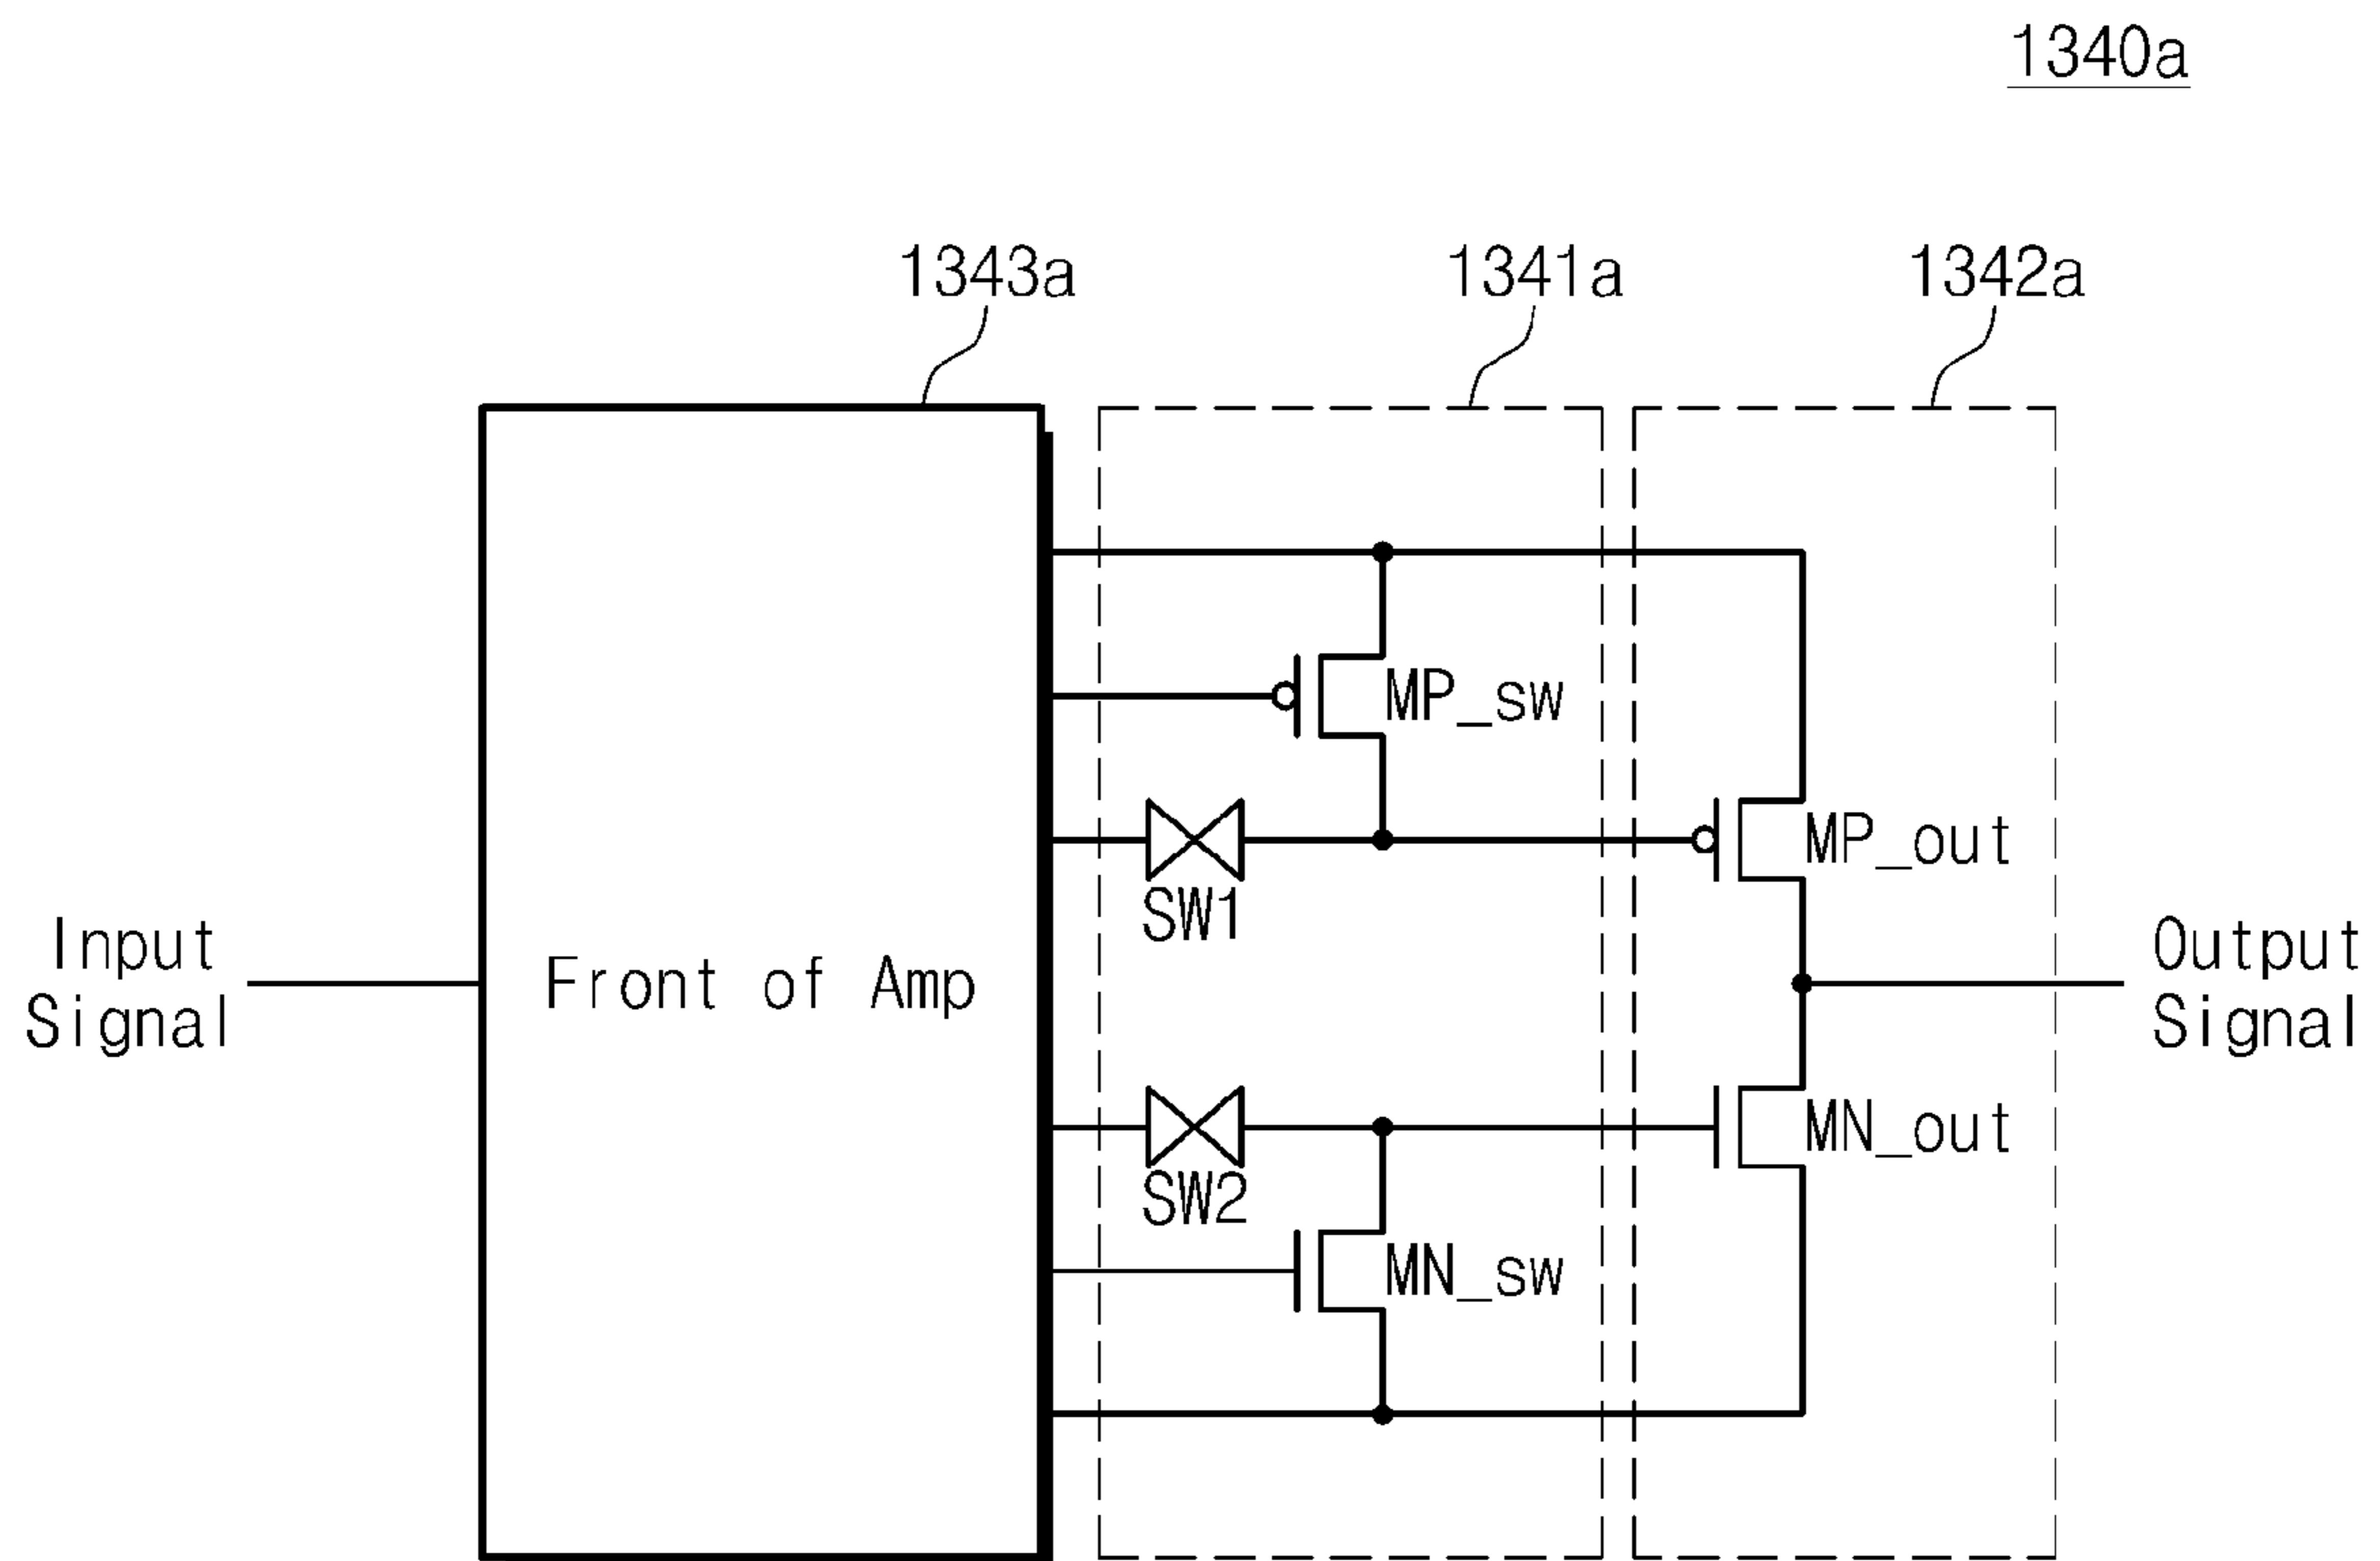 1340a
1343a
1341a
1342a
MP_sw
SW1
MP_out
Input
Signal
Front of Amp
Output
Signal
SW2
MN_out
MN_sw